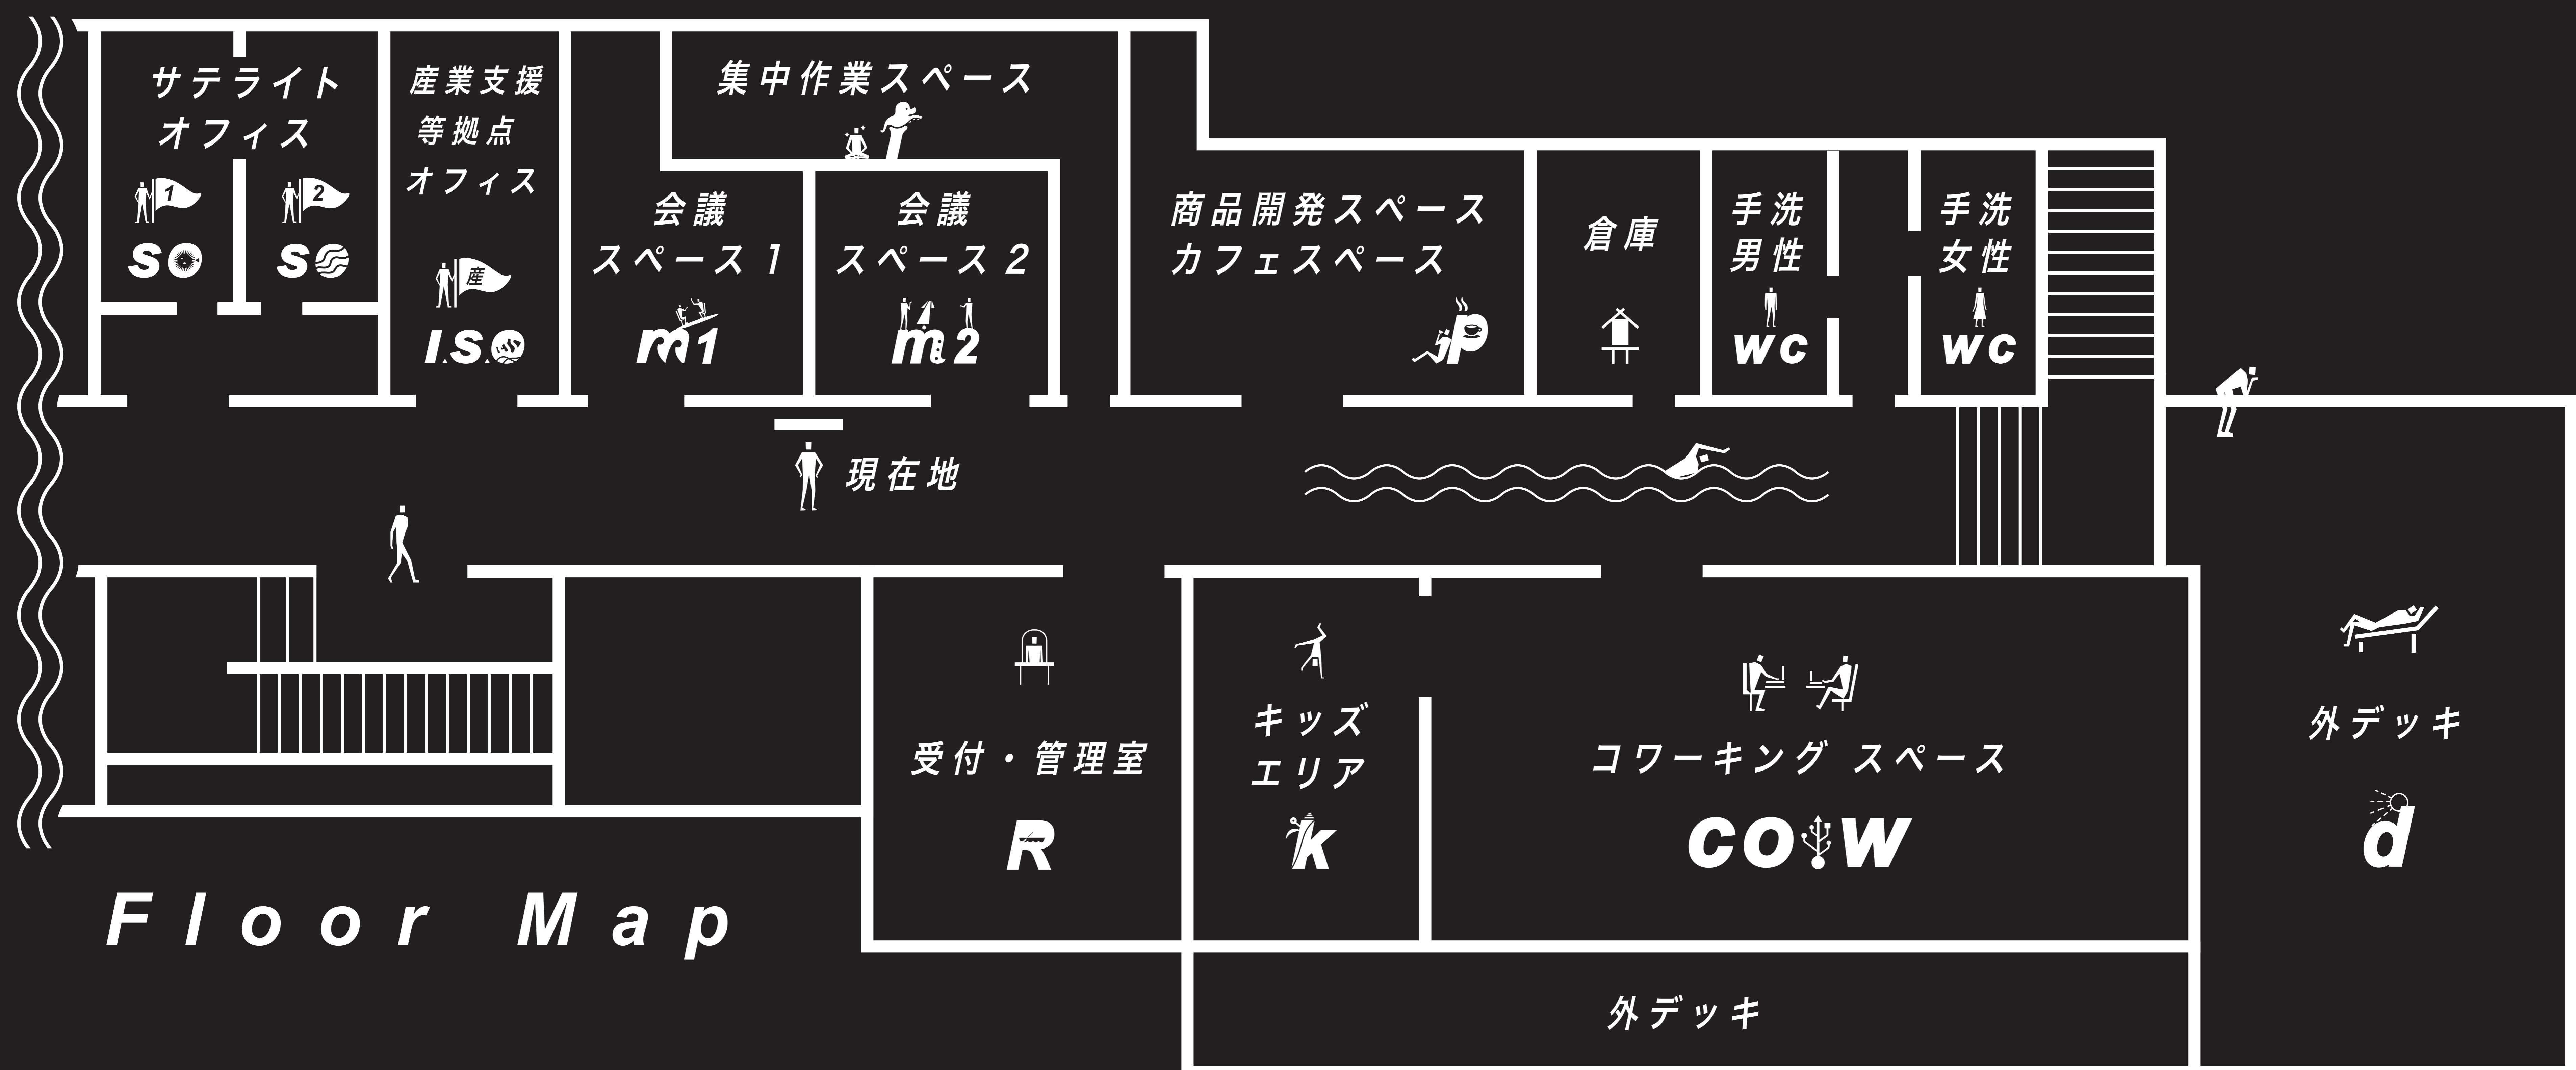 サテライト
オフィス
1
so
2
so
産業支援
等拠点
オフィス
産
I.S.O
集中作業スペース
会議
スペース 1
m1
会議
スペース 2
m2
商品開発スペース
カフェスペース
P
倉庫
手洗
男性
wc
手洗
女性
wc
現在地
受付・管理室
R
キッズ
エリア
k
コワーキング スペース
cow
外デッキ
d
外デッキ
Floor Map